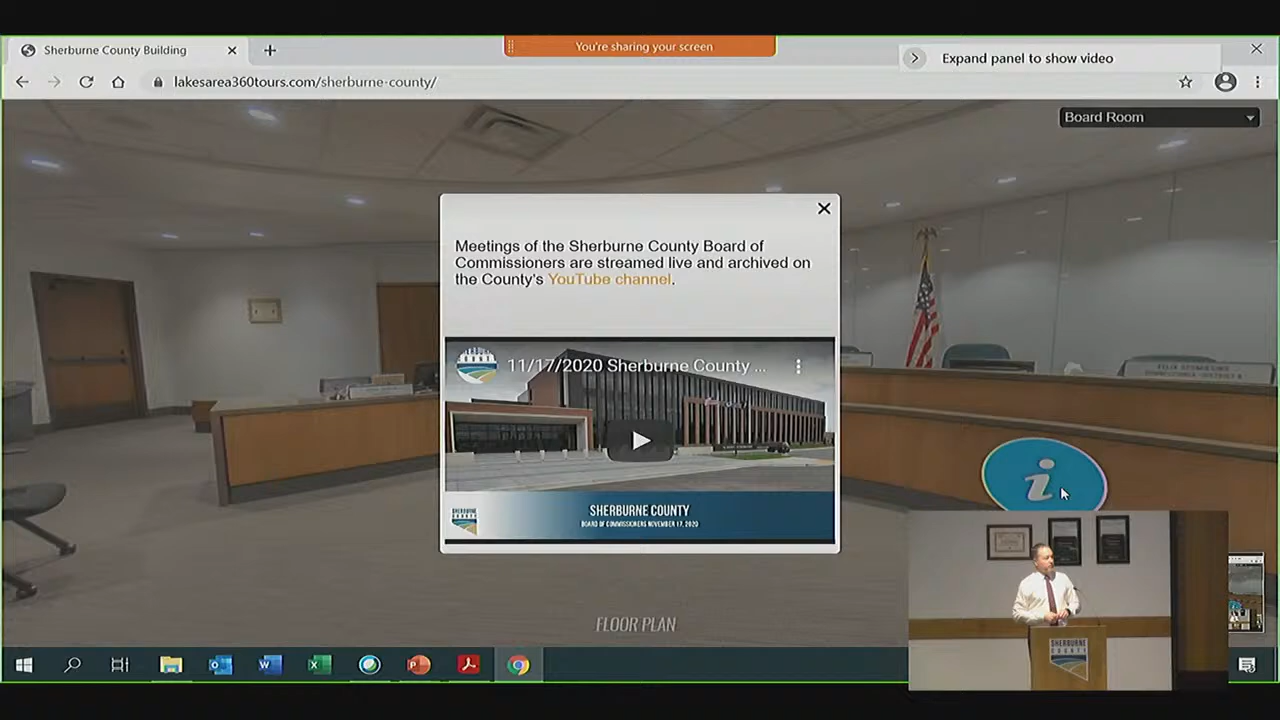 Sherburne County Building
You're sharing your screen
Expand panel to show video
lakesarea360tours.com/sherburne-county/
Board Room
Meetings of the Sherburne County Board of
Commissioners are streamed live and archived on
the County's YouTube channel.
11/17/2020 Sherburne County ...
SHERBURNE COUNTY
BOARD OF COMMISSIONERS NOVEMBER 17, 2020
SHERBURNE
COUNTY
i
FLOOR PLAN
SHERBURNE
COUNTY